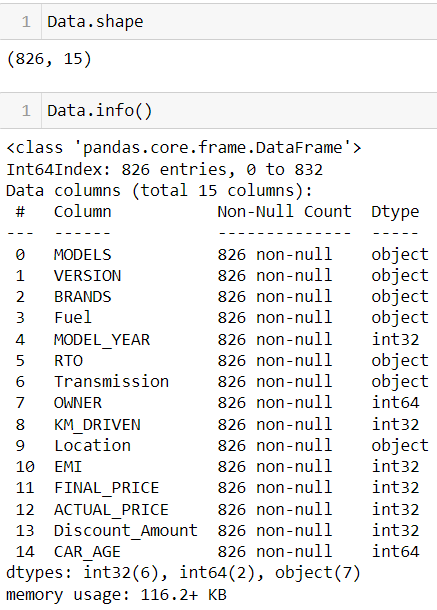 1 Data.shape
(826, 15)
1 Data.info()
<class 'pandas.core.frame.DataFrame'>
Int64Index: 826 entries, 0 to 832
Data columns (total 15 columns):
 #   Column           Non-Null Count  Dtype
---  ------           --------------  -----
 0   MODELS           826 non-null    object
 1   VERSION          826 non-null    object
 2   BRANDS           826 non-null    object
 3   Fuel             826 non-null    object
 4   MODEL_YEAR       826 non-null    int32
 5   RTO              826 non-null    object
 6   Transmission     826 non-null    object
 7   OWNER            826 non-null    int64
 8   KM_DRIVEN        826 non-null    int32
 9   Location         826 non-null    object
 10  EMI              826 non-null    int32
 11  FINAL_PRICE      826 non-null    int32
 12  ACTUAL_PRICE     826 non-null    int32
 13  Discount_Amount  826 non-null    int32
 14  CAR_AGE          826 non-null    int64
dtypes: int32(6), int64(2), object(7)
memory usage: 116.2+ KB